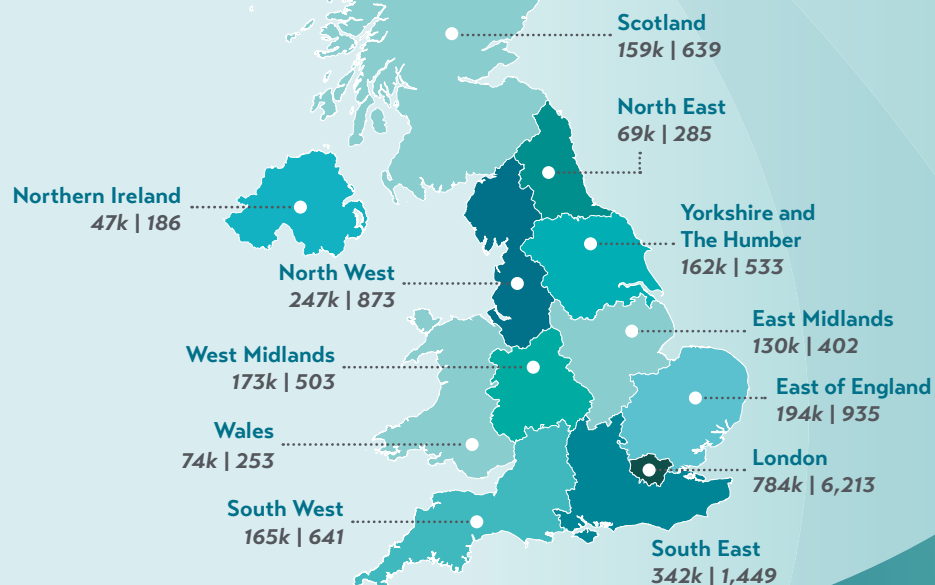 Scotland
159k | 639
North East
69k | 285
Northern Ireland
47k | 186
Yorkshire and
The Humber
162k | 533
North West
247k | 873
East Midlands
130k | 402
West Midlands
173k | 503
East of England
194k | 935
Wales
74k | 253
London
784k | 6,213
South West
165k | 641
South East
342k | 1,449